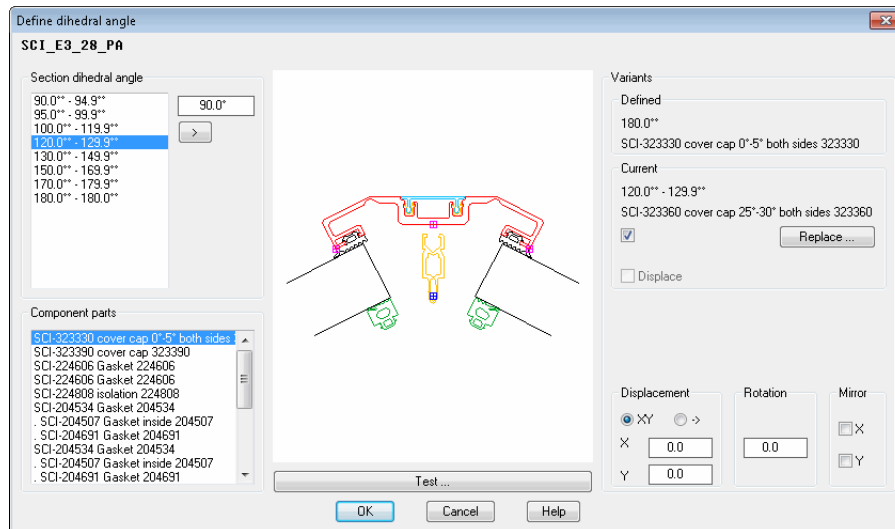 Define dihedral angle
SCI_E3_28_PA
Section dihedral angle
90.0°° - 94.9°°
95.0°° - 99.9°°
100.0°° - 119.9°°
120.0°° - 129.9°°
130.0°° - 149.9°°
150.0°° - 169.9°°
170.0°° - 179.9°°
180.0°° - 180.0°°
90.0°
>
Component parts
SCI-323330 cover cap 0°-5° both sides
SCI-323390 cover cap 323390
SCI-224606 Gasket 224606
SCI-224606 Gasket 224606
SCI-224808 isolation 224808
SCI-204534 Gasket 204534
. SCI-204507 Gasket inside 204507
. SCI-204691 Gasket 204691
SCI-204534 Gasket 204534
. SCI-204507 Gasket inside 204507
. SCI-204691 Gasket 204691
Test ...
OK
Cancel
Help
Variants
Defined
180.0°°
SCI-323330 cover cap 0°-5° both sides 323330
Current
120.0°° - 129.9°°
SCI-323360 cover cap 25°-30° both sides 323360
Replace ...
Displace
Displacement
XY
->
X
0.0
Y
0.0
Rotation
0.0
Mirror
X
Y